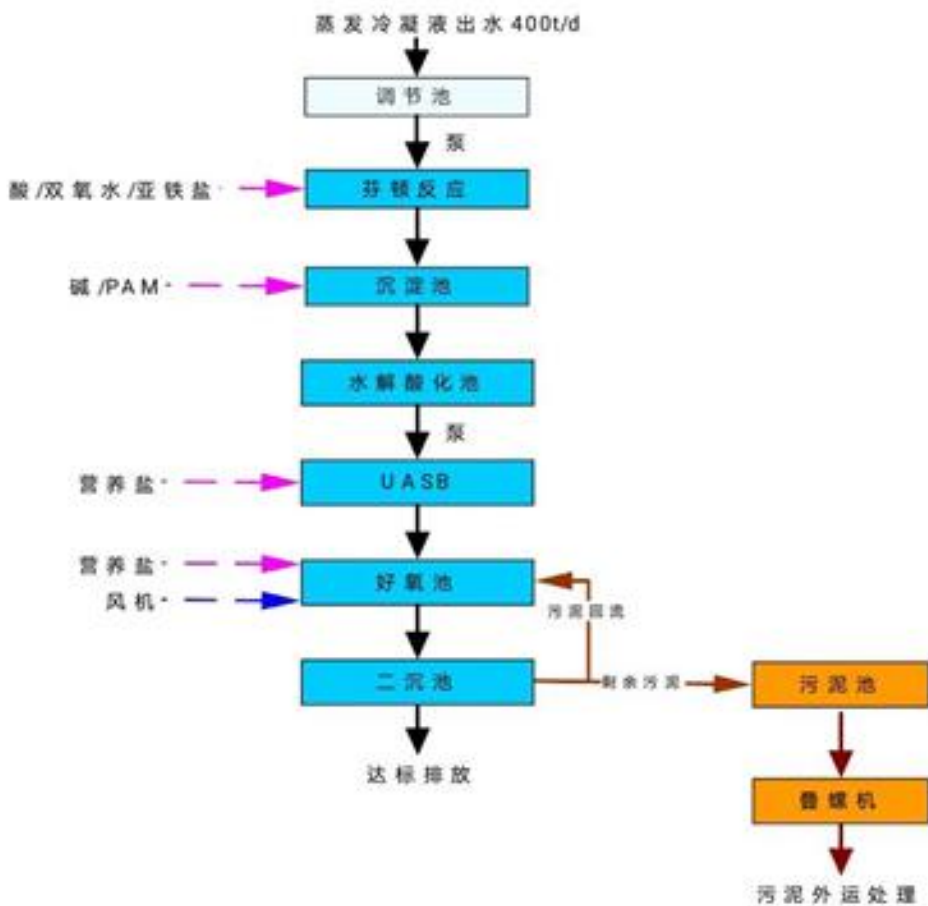 蒸发冷凝液出水400t/d
调节池
泵
酸/双氧水/亚铁盐
芬顿反应
碱/PAM
沉淀池
水解酸化池
泵
营养盐
UASB
营养盐
风机
好氧池
污泥回流
二沉池
剩余污泥
污泥池
达标排放
叠螺机
污泥外运处理